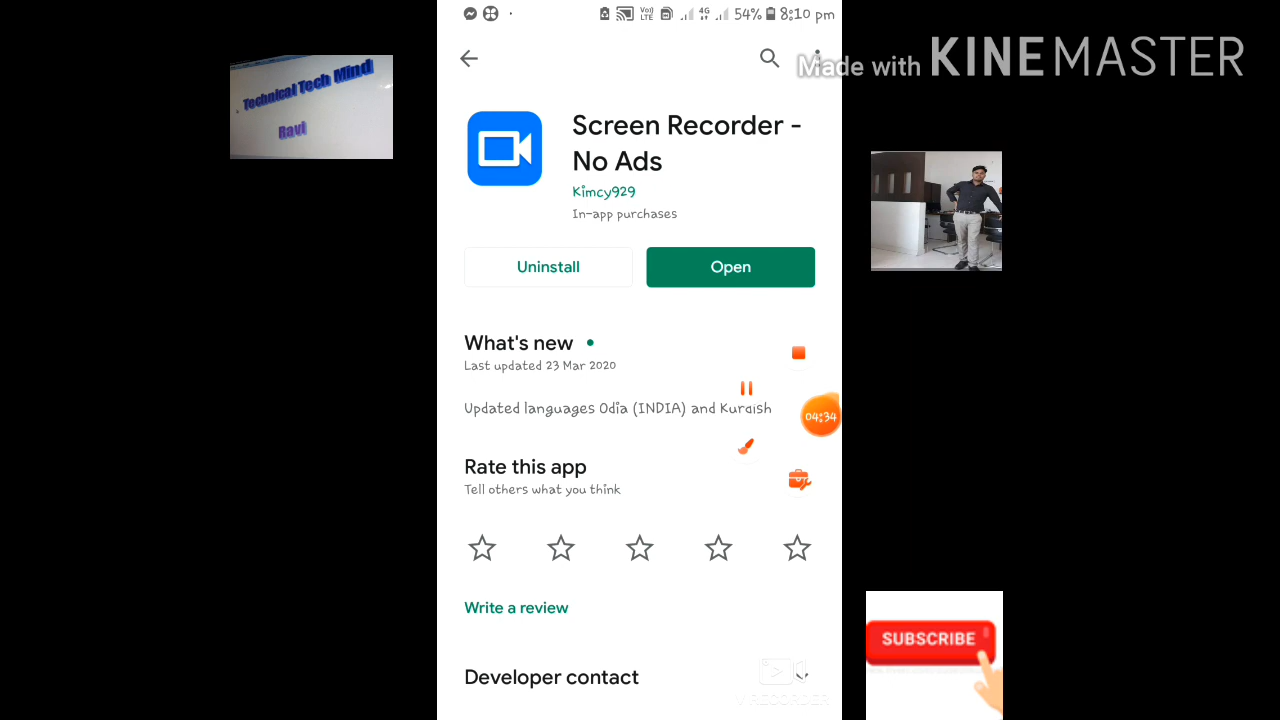 54% 8:10 pm
Made with KINEMASTER
Technical Tech Mind
Ravi
Screen Recorder -
No Ads
Kimcy929
In-app purchases
Uninstall
Open
What's new
Last updated 23 Mar 2020
Updated languages Odia (INDIA) and Kurdish
04:34
Rate this app
Tell others what you think
Write a review
SUBSCRIBE
Developer contact
V RECORDER